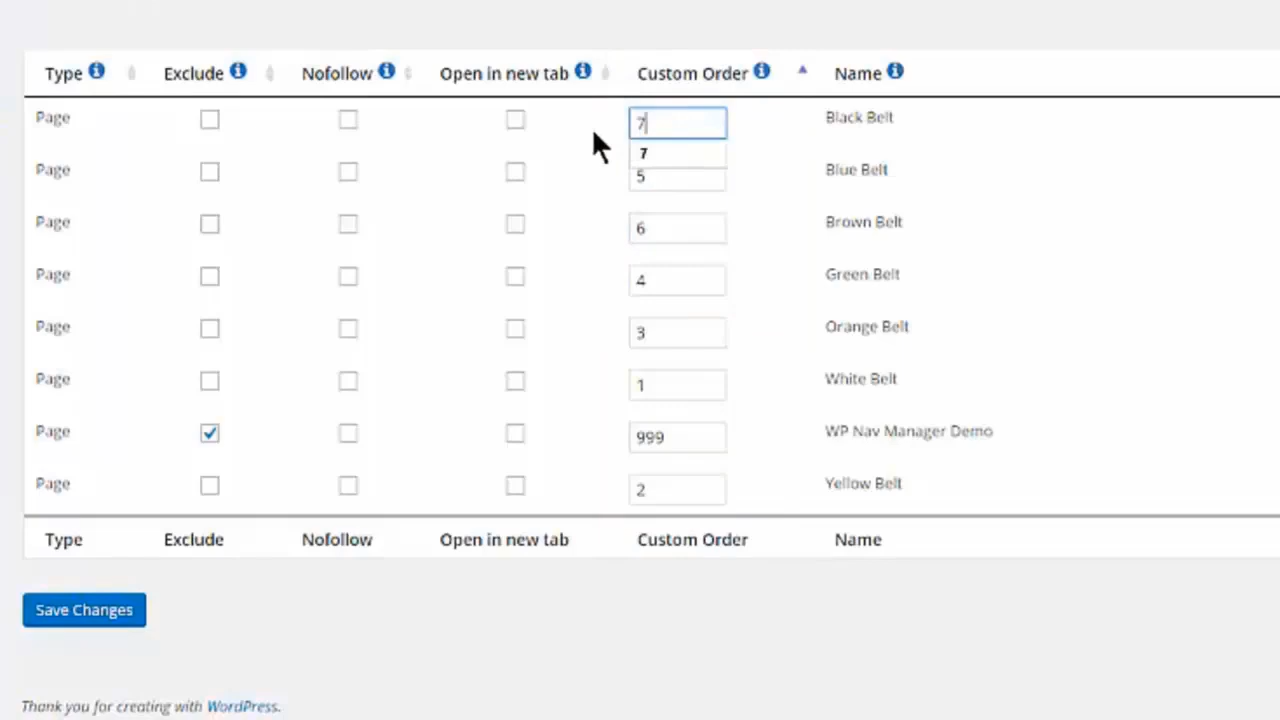 Type Exclude Nofollow Open in new tab Custom Order Name
Page 7 Black Belt
7
Page 5 Blue Belt
Page 6 Brown Belt
Page 4 Green Belt
Page 3 Orange Belt
Page 1 White Belt
Page 999 WP Nav Manager Demo
Page 2 Yellow Belt
Type Exclude Nofollow Open in new tab Custom Order Name
Save Changes
Thank you for creating with WordPress.